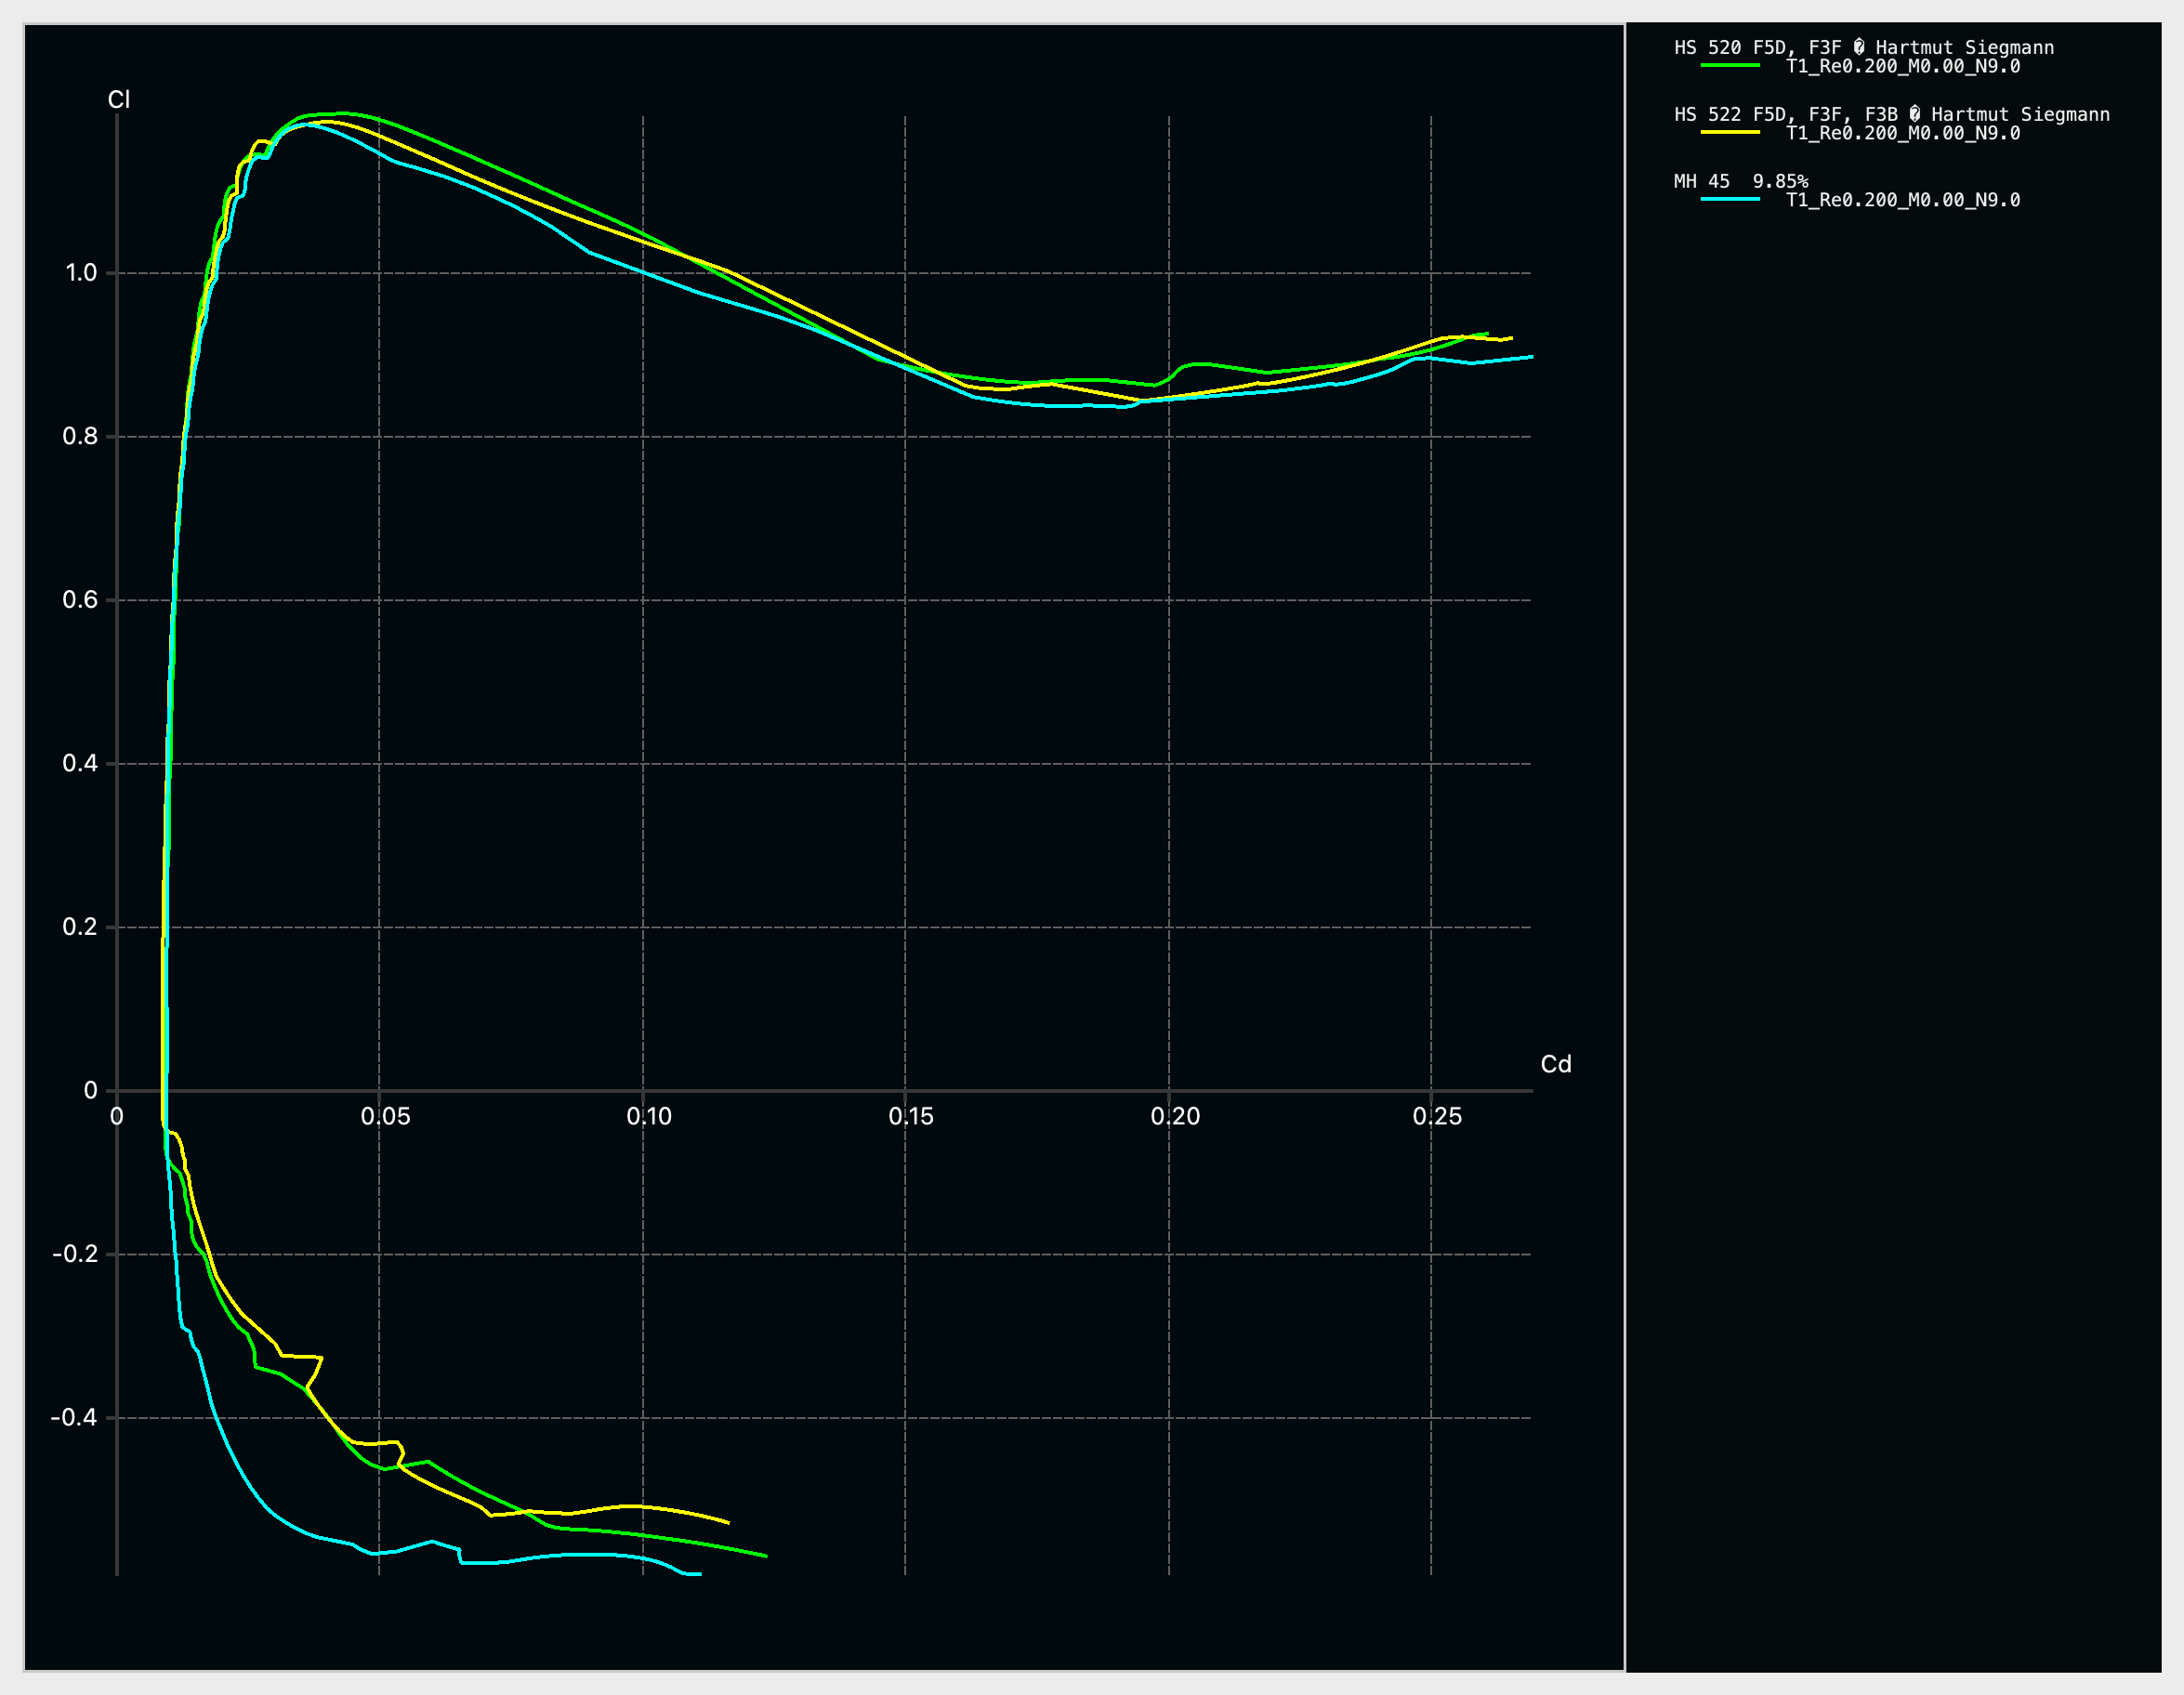 Cl
1.0
0.8
0.6
0.4
0.2
0
-0.2
-0.4
0 0.05 0.10 0.15 0.20 0.25
Cd
HS 520 F5D, F3F � Hartmut Siegmann
T1_Re0.200_M0.00_N9.0
HS 522 F5D, F3F, F3B � Hartmut Siegmann
T1_Re0.200_M0.00_N9.0
MH 45 9.85%
T1_Re0.200_M0.00_N9.0